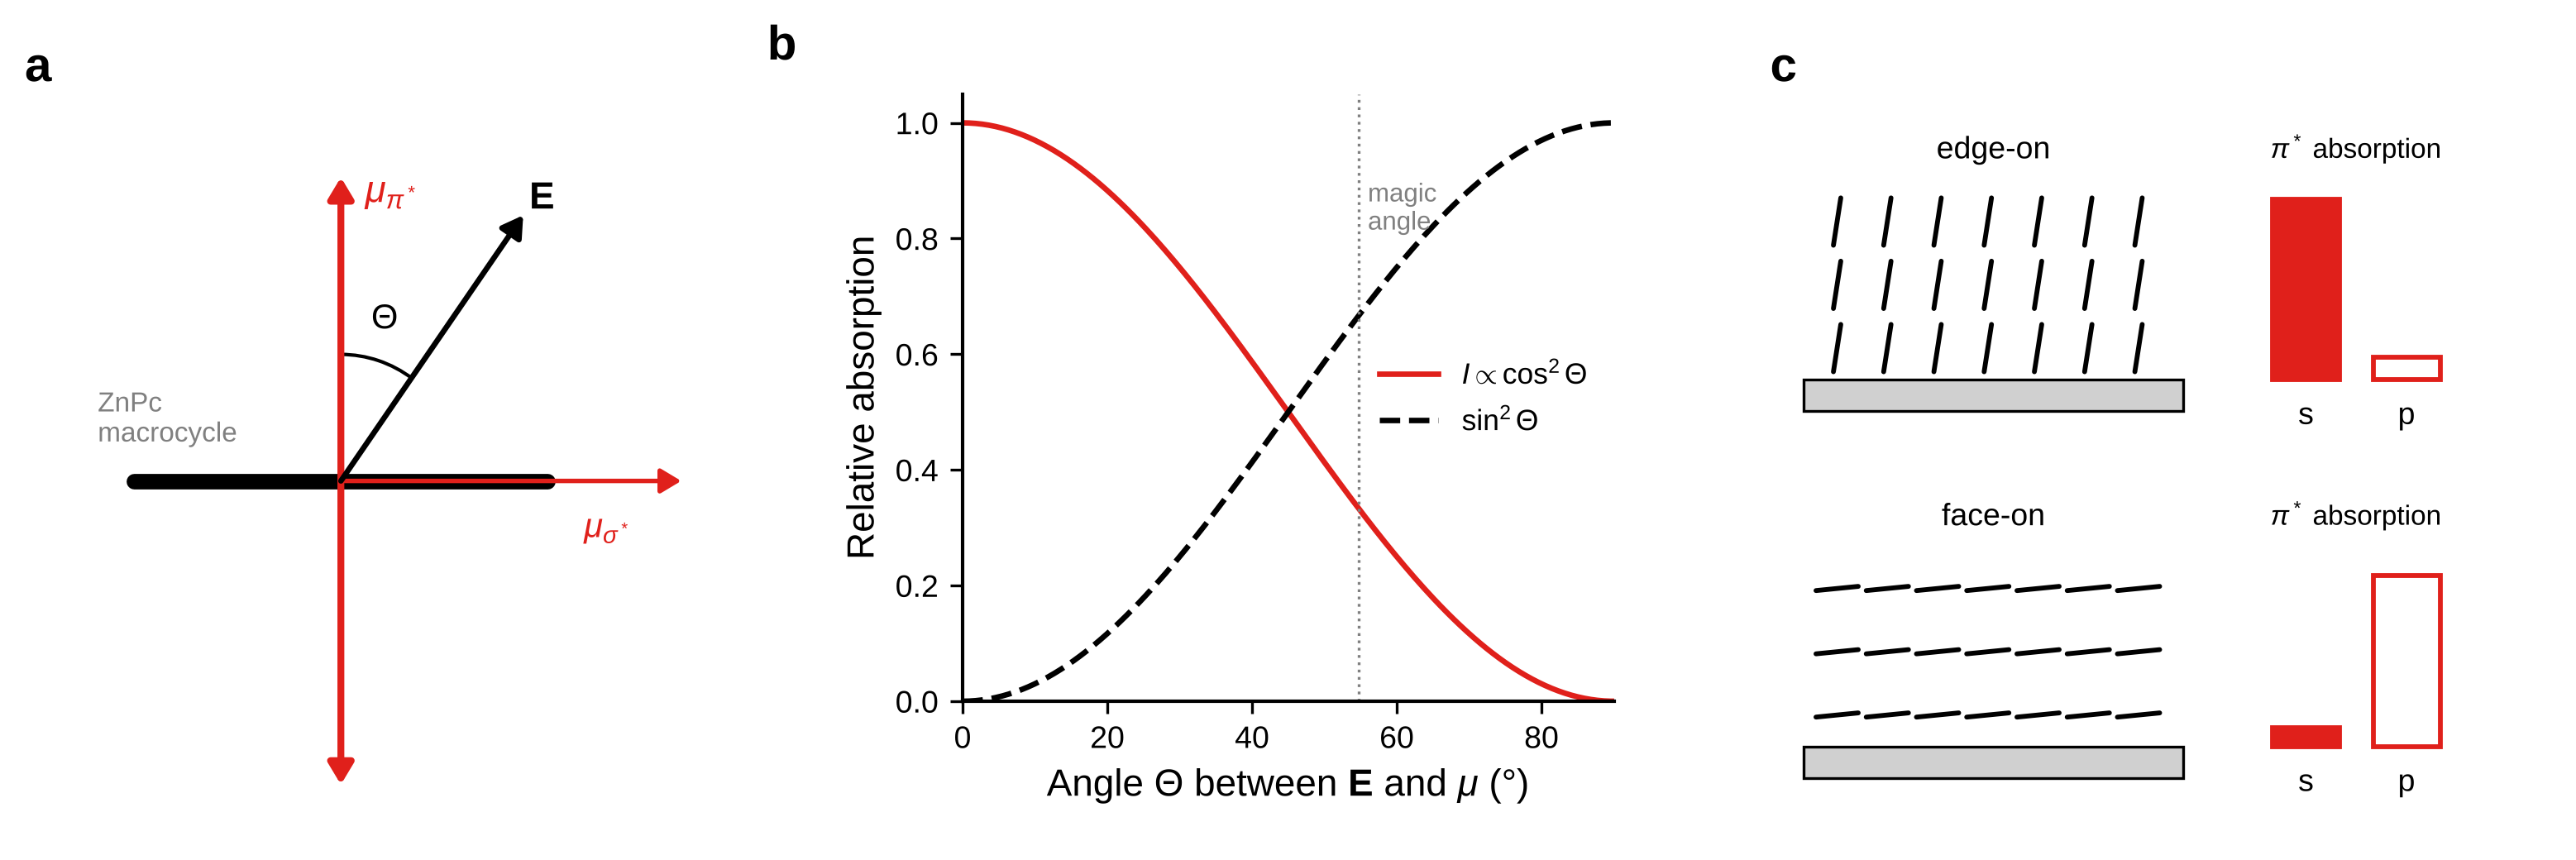 a
μπ*
E
Θ
ZnPc
macrocycle
μσ*
b
Relative absorption
1.0
0.8
0.6
0.4
0.2
0.0
0
20
40
60
80
magic
angle
I ∝ cos² Θ
sin² Θ
Angle Θ between E and μ (°)
c
edge-on
π* absorption
s
p
face-on
π* absorption
s
p